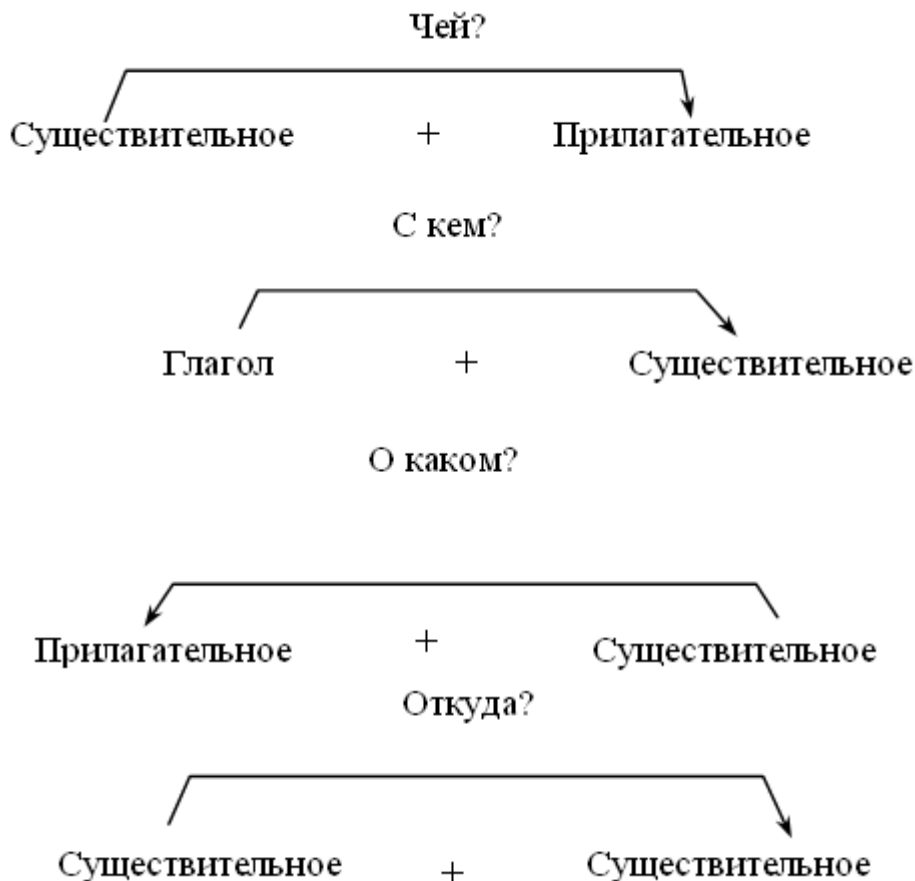 Чей?
Существительное + Прилагательное
С кем?
Глагол + Существительное
О каком?
Прилагательное + Существительное
Откуда?
Существительное + Существительное